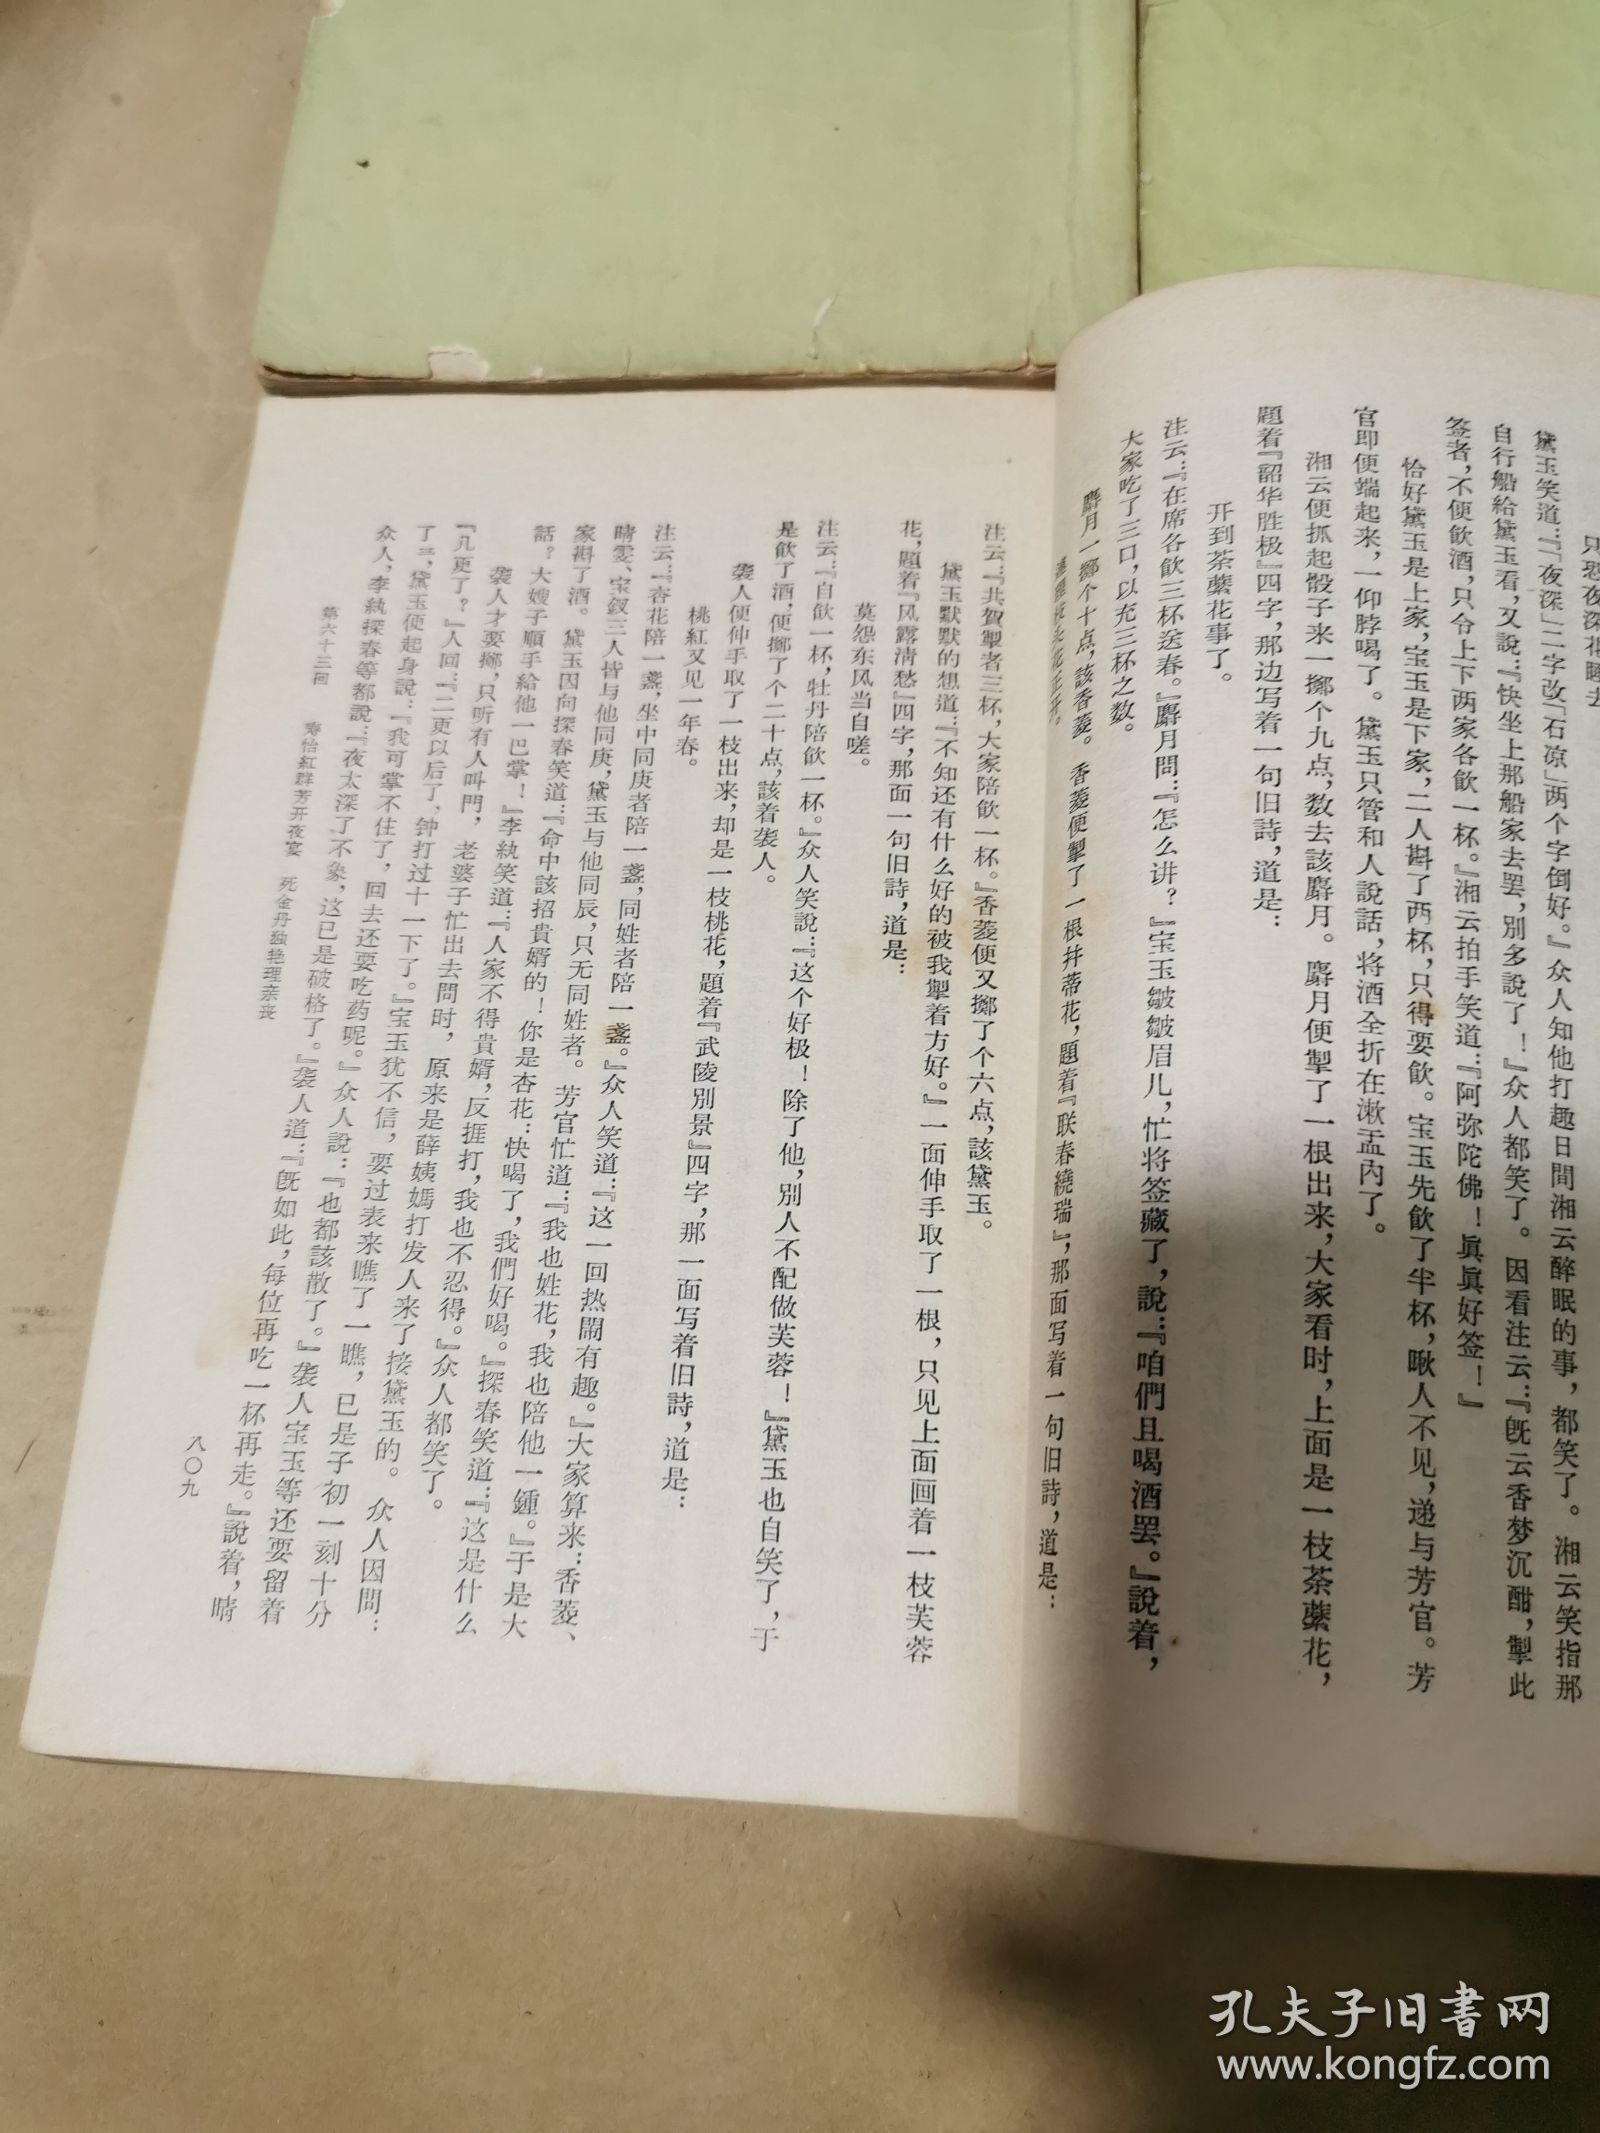 只恐夜深花睡去
黛玉笑道：『「夜深」二字改「石凉」两个字倒好。』众人知他打趣日間湘云醉眠的事，都笑了。湘云笑指那
自行船給黛玉看，又說：『快坐上那船家去罢，別多說了！』众人都笑了。因看注云：『旣云香梦沉酣，掣此
签者，不便飮酒，只令上下两家各飮一杯。』湘云拍手笑道：『阿弥陀佛！眞眞好签！』
恰好黛玉是上家，宝玉是下家，二人斟了两杯，只得要飮。宝玉先飮了半杯，瞅人不见，递与芳
官即便端起来，一仰脖喝了。黛玉只管和人說話，将酒全折在漱盂內了。
湘云便抓起骰子来一擲个九点，数去該麝月。麝月便掣了一根出来，大家看时，上面是一枝荼蘼花，
題着『韶华胜极』四字，那边写着一句旧詩，道是：
开到荼蘼花事了。
注云：『在席各飮三杯送春。』麝月問：『怎么讲？』宝玉皺皺眉儿，忙将签藏了，說：『咱們且喝酒罢。』說着，
大家吃了三口，以充三杯之数。
麝月一擲个十点，該香菱。香菱便掣了一根幷蒂花，題着『联春繞瑞』，那面写着一句旧詩，道是：
花正开。
注云：『共賀掣者三杯，大家陪飮一杯。』香菱便又擲了个六点，該黛玉。
黛玉默默的想道：『不知还有什么好的被我掣着方好。』一面伸手取了一根，只见上面画着一枝芙蓉
花，題着『风露淸愁』四字，那面一句旧詩，道是：
莫怨东风当自嗟。
注云：『自飮一杯，牡丹陪飮一杯。』众人笑說：『这个好极！除了他，別人不配做芙蓉！』黛玉也自笑了，于
是飮了酒，便擲了个二十点，該着袭人。
袭人便伸手取了一枝出来，却是一枝桃花，題着『武陵別景』四字，那一面写着旧詩，道是：
桃紅又见一年春。
注云：『杏花陪一盞，坐中同庚者陪一盞，同姓者陪一盞。』众人笑道：『这一回热鬧有趣。』大家算来：香菱、
晴雯、宝釵三人皆与他同庚，黛玉与他同辰，只无同姓者。芳官忙道：『我也姓花，我也陪他一鍾。』于是大
家斟了酒。黛玉因向探春笑道：『命中該招貴婿的！你是杏花：快喝了，我們好喝。』探春笑道：『这是什么
話？大嫂子順手給他一巴掌！』李紈笑道：『人家不得貴婿，反捱打，我也不忍得。』众人都笑了。
袭人才要擲，只听有人叫門，老婆子忙出去問时，原来是薛姨媽打发人来了接黛玉的。众人因問：
『几更了？』人回：『二更以后了，钟打过十一下了。』宝玉犹不信，要过表来瞧了一瞧，已是子初一刻十分
了。黛玉便起身說：『我可掌不住了，回去还要吃药呢。』众人說：『也都該散了。』袭人宝玉等还要留着
众人，李紈探春等都說：『夜太深了不象，这已是破格了。』袭人道：『旣如此，每位再吃一杯再走。』說着，晴
第六十三回　寿怡紅群芳开夜宴　死金丹独艳理亲丧
八〇九
孔夫子旧書网
www.kongfz.com